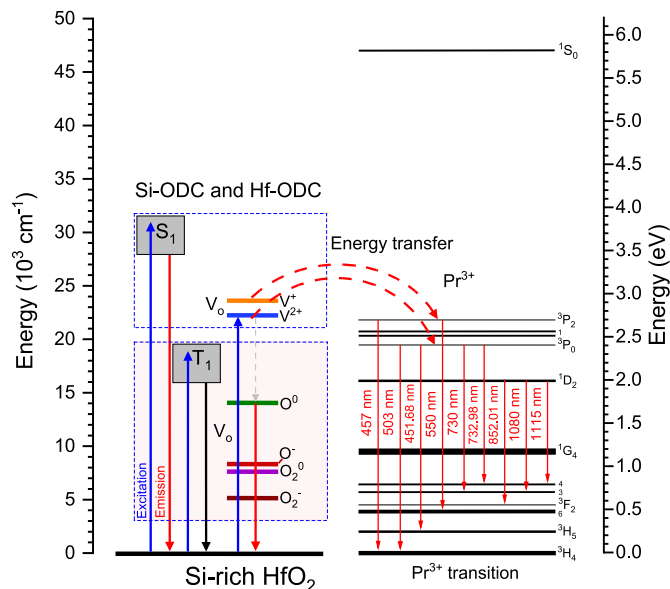 50
45
40
35
30
25
20
15
10
5
0
Energy (10³ cm⁻¹)
Si-ODC and Hf-ODC
S₁
T₁
Vₒ
V⁺
V²⁺
Vₒ
O⁰
O⁻
O₂⁰
O₂⁻
Excitation
Emission
Si-rich HfO₂
Energy transfer
Pr³⁺
¹S₀
³P₂
1
1
³P₀
¹D₂
¹G₄
4
3
³F₂
6
³H₅
³H₄
457 nm
503 nm
451.68 nm
550 nm
730 nm
732.98 nm
852.01 nm
1080 nm
1115 nm
Pr³⁺ transition
6.0
5.5
5.0
4.5
4.0
3.5
3.0
2.5
2.0
1.5
1.0
0.5
0.0
Energy (eV)